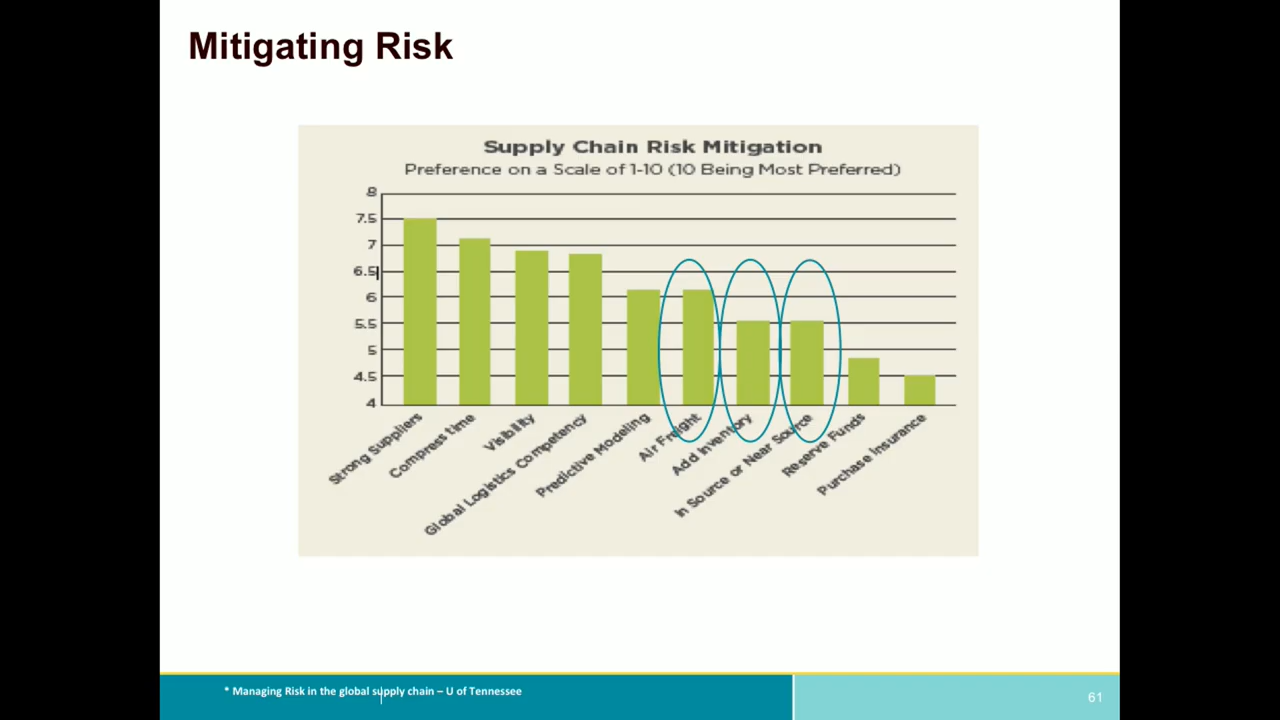 Mitigating Risk
Supply Chain Risk Mitigation
Preference on a Scale of 1-10 (10 Being Most Preferred)
8
7.5
7
6.5
6
5.5
5
4.5
4
Strong Suppliers
Compress time
Visibility
Global Logistics Competency
Predictive Modeling
Air Freight
Add Inventory
In Source or Near Source
Reserve Funds
Purchase Insurance
* Managing Risk in the global supply chain – U of Tennessee
61